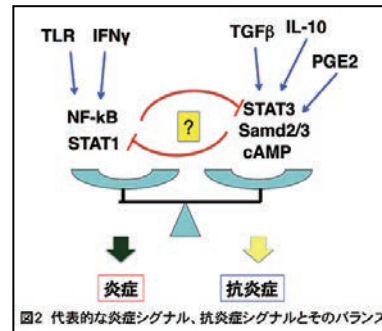 TLR IFNγ
TGFβ IL-10
PGE2
NF-kB
STAT1
?
STAT3
Samd2/3
cAMP
炎症
抗炎症
図2 代表的な炎症シグナル、抗炎症シグナルとそのバランス